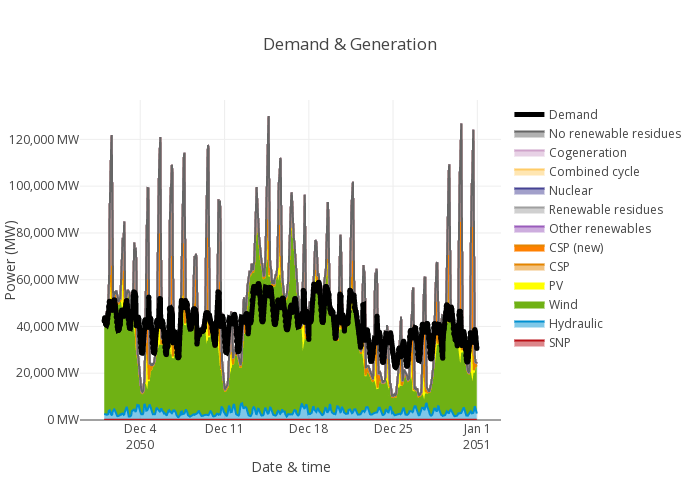 Demand & Generation
Power (MW)
120,000 MW
100,000 MW
80,000 MW
60,000 MW
40,000 MW
20,000 MW
0 MW
Dec 4
2050
Dec 11
Dec 18
Dec 25
Jan 1
2051
Date & time
Demand
No renewable residues
Cogeneration
Combined cycle
Nuclear
Renewable residues
Other renewables
CSP (new)
CSP
PV
Wind
Hydraulic
SNP